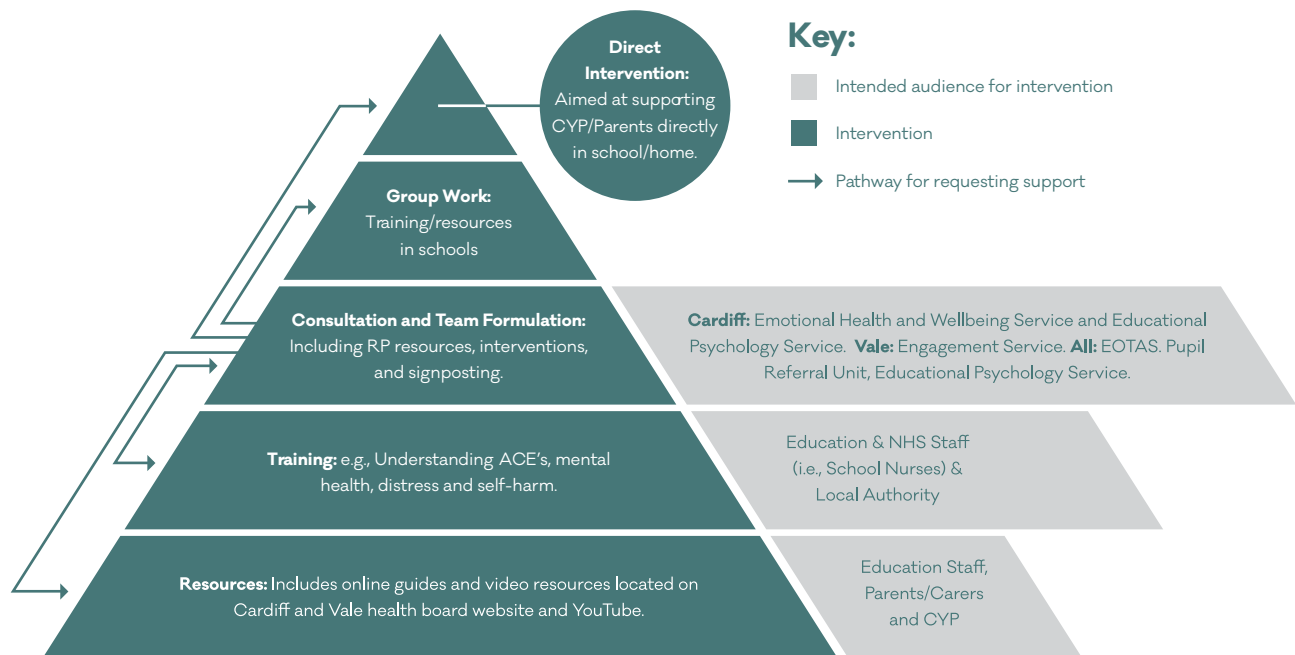 Direct
Intervention:
Aimed at supporting
CYP/Parents directly
in school/home.
Key:
Intended audience for intervention
Intervention
Pathway for requesting support
Group Work:
Training/resources
in schools
Consultation and Team Formulation:
Including RP resources, interventions,
and signposting.
Cardiff: Emotional Health and Wellbeing Service and Educational
Psychology Service. Vale: Engagement Service. All: EOTAS. Pupil
Referral Unit, Educational Psychology Service.
Training: e.g., Understanding ACE's, mental
health, distress and self-harm.
Education & NHS Staff
(i.e., School Nurses) &
Local Authority
Resources: Includes online guides and video resources located on
Cardiff and Vale health board website and YouTube.
Education Staff,
Parents/Carers
and CYP